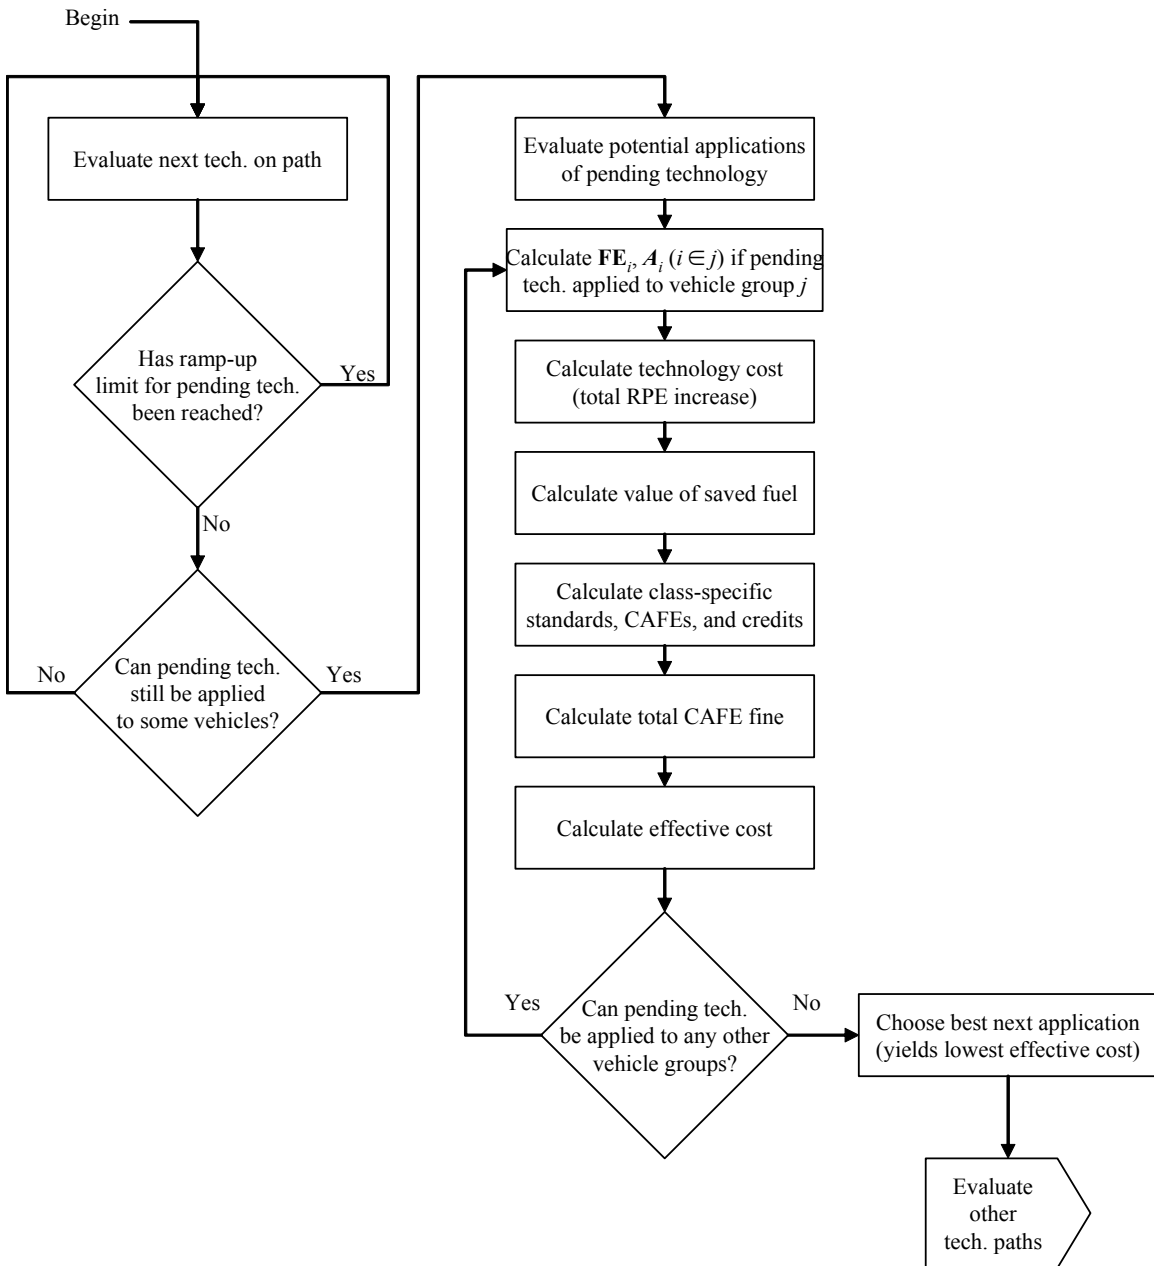 Begin
Evaluate next tech. on path
Has ramp-up
limit for pending tech.
been reached?
Yes
No
Can pending tech.
still be applied
to some vehicles?
No
Yes
Evaluate potential applications
of pending technology
Calculate FEi, Ai (i ∈ j) if pending
tech. applied to vehicle group j
Calculate technology cost
(total RPE increase)
Calculate value of saved fuel
Calculate class-specific
standards, CAFEs, and credits
Calculate total CAFE fine
Calculate effective cost
Can pending tech.
be applied to any other
vehicle groups?
Yes
No
Choose best next application
(yields lowest effective cost)
Evaluate
other
tech. paths